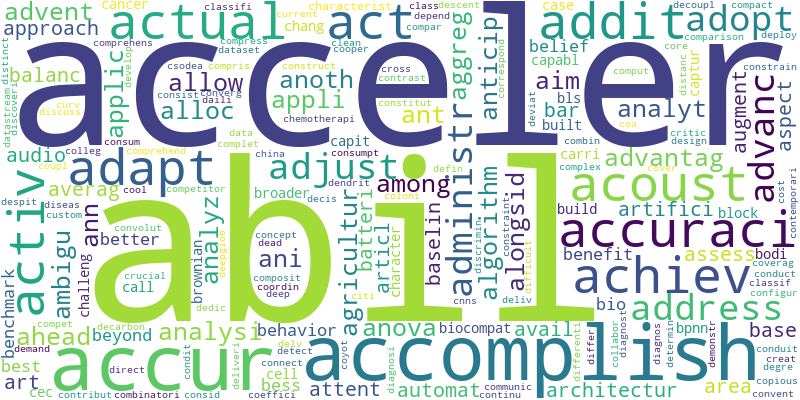 advent
classifi
cancer
approach
actual
act
current
characterist
class
depend
descent
chang
compar
addit
case
decoupl
compact
adopt
deploy
comparison
comprehens
compress
dataset
clean
cooper
belief
capabl
core
distanc
captur
constrain
acceler
balanc
applic
develop
csodea
compris
construct
cross
contrast
correspond
aggreg
anticip
comput
distinct
datastream
discoveri
allow
consist
converg
daili
anoth
appli
constitut
aim
bls
bar
built
analyt
deviat
augment
aspect
advanc
curv
discuss
consum
alloc
chemotherapi
capit
ant
administr
combin
coa
critic
design
audio
colleg
coupl
data
complet
comprehend
china
consumpt
among
defin
carri
cover
advantag
cost
contemporari
despit
diseas
custom
adapt
cool
competitor
adjust
broader
dendrit
decis
complex
acoust
activ
averag
ann
analyz
convolut
batteri
articl
character
baselin
algorithm
discrimin
constraint
alongsid
build
artifici
block
ambigu
challeng
better
call
crucial
brownian
deepglob
concept
dead
composit
coordin
deep
ani
agricultur
citi
coloni
cnns
deliv
difficult
accuraci
benefit
assess
bodi
coverag
conduct
classif
configur
abil
benchmark
bio
achiev
address
compet
decarbon
dedic
ahead
beyond
analysi
behavior
anova
biocompat
avail
differenti
differ
diagnost
diagnos
bpnn
collabor
determin
demonstr
base
demand
best
direct
accur
condit
deliveri
delv
detect
connect
cell
bess
diagnosi
coyot
accomplish
area
conduit
creat
degre
copious
convent
art
cec
contribut
combinatori
consid
coeffici
attent
automat
communic
continu
architectur